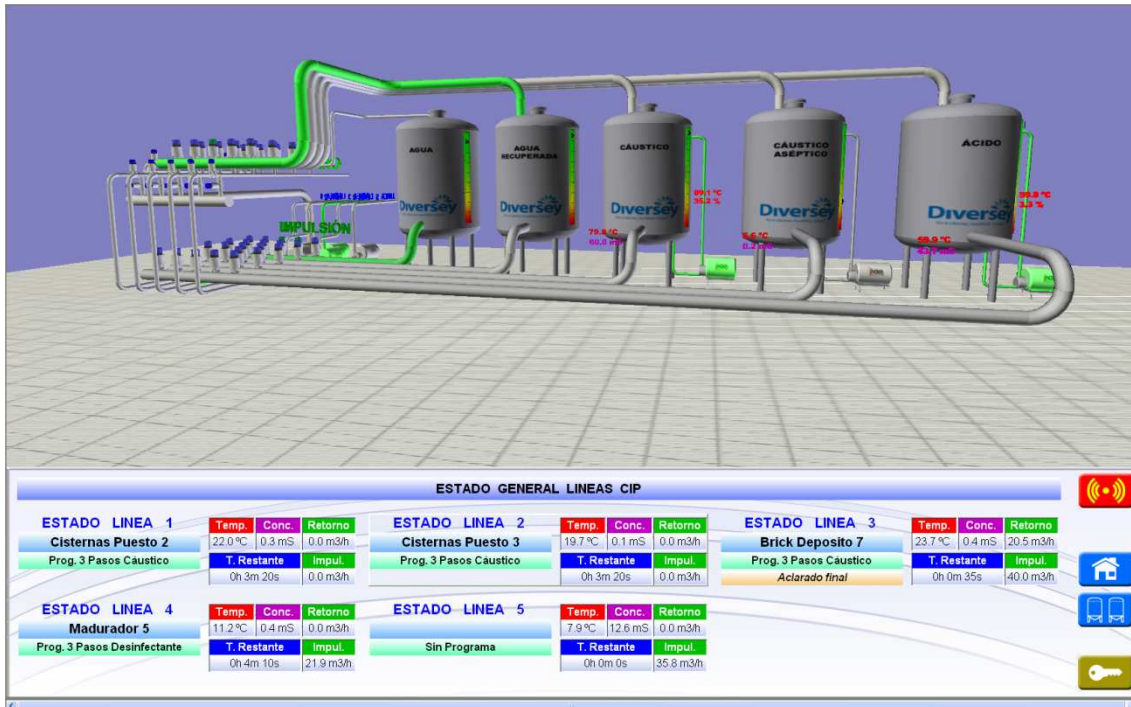 AGUA
AGUA
RECUPERADA
CÁUSTICO
CÁUSTICO
ASÉPTICO
ÁCIDO
Diversey
Diversey
Diversey
Diversey
Diversey
IMPULSIÓN
ESTADO GENERAL LINEAS CIP
ESTADO LINEA 1
Cisternas Puesto 2
Prog. 3 Pasos Cáustico
Temp. Conc. Retorno
22.0 ºC 0.3 mS 0.0 m3/h
T. Restante Impul.
0h 3m 20s 0.0 m3/h
ESTADO LINEA 2
Cisternas Puesto 3
Prog. 3 Pasos Cáustico
Temp. Conc. Retorno
19.7 ºC 0.1 mS 0.0 m3/h
T. Restante Impul.
0h 3m 20s 0.0 m3/h
ESTADO LINEA 3
Brick Deposito 7
Prog. 3 Pasos Cáustico
Aclarado final
Temp. Conc. Retorno
23.7 ºC 0.4 mS 20.5 m3/h
T. Restante Impul.
0h 0m 35s 40.0 m3/h
ESTADO LINEA 4
Madurador 5
Prog. 3 Pasos Desinfectante
Temp. Conc. Retorno
11.2 ºC 0.4 mS 0.0 m3/h
T. Restante Impul.
0h 4m 10s 21.9 m3/h
ESTADO LINEA 5
Sin Programa
Temp. Conc. Retorno
7.9 ºC 12.6 mS 0.0 m3/h
T. Restante Impul.
0h 0m 0s 35.8 m3/h